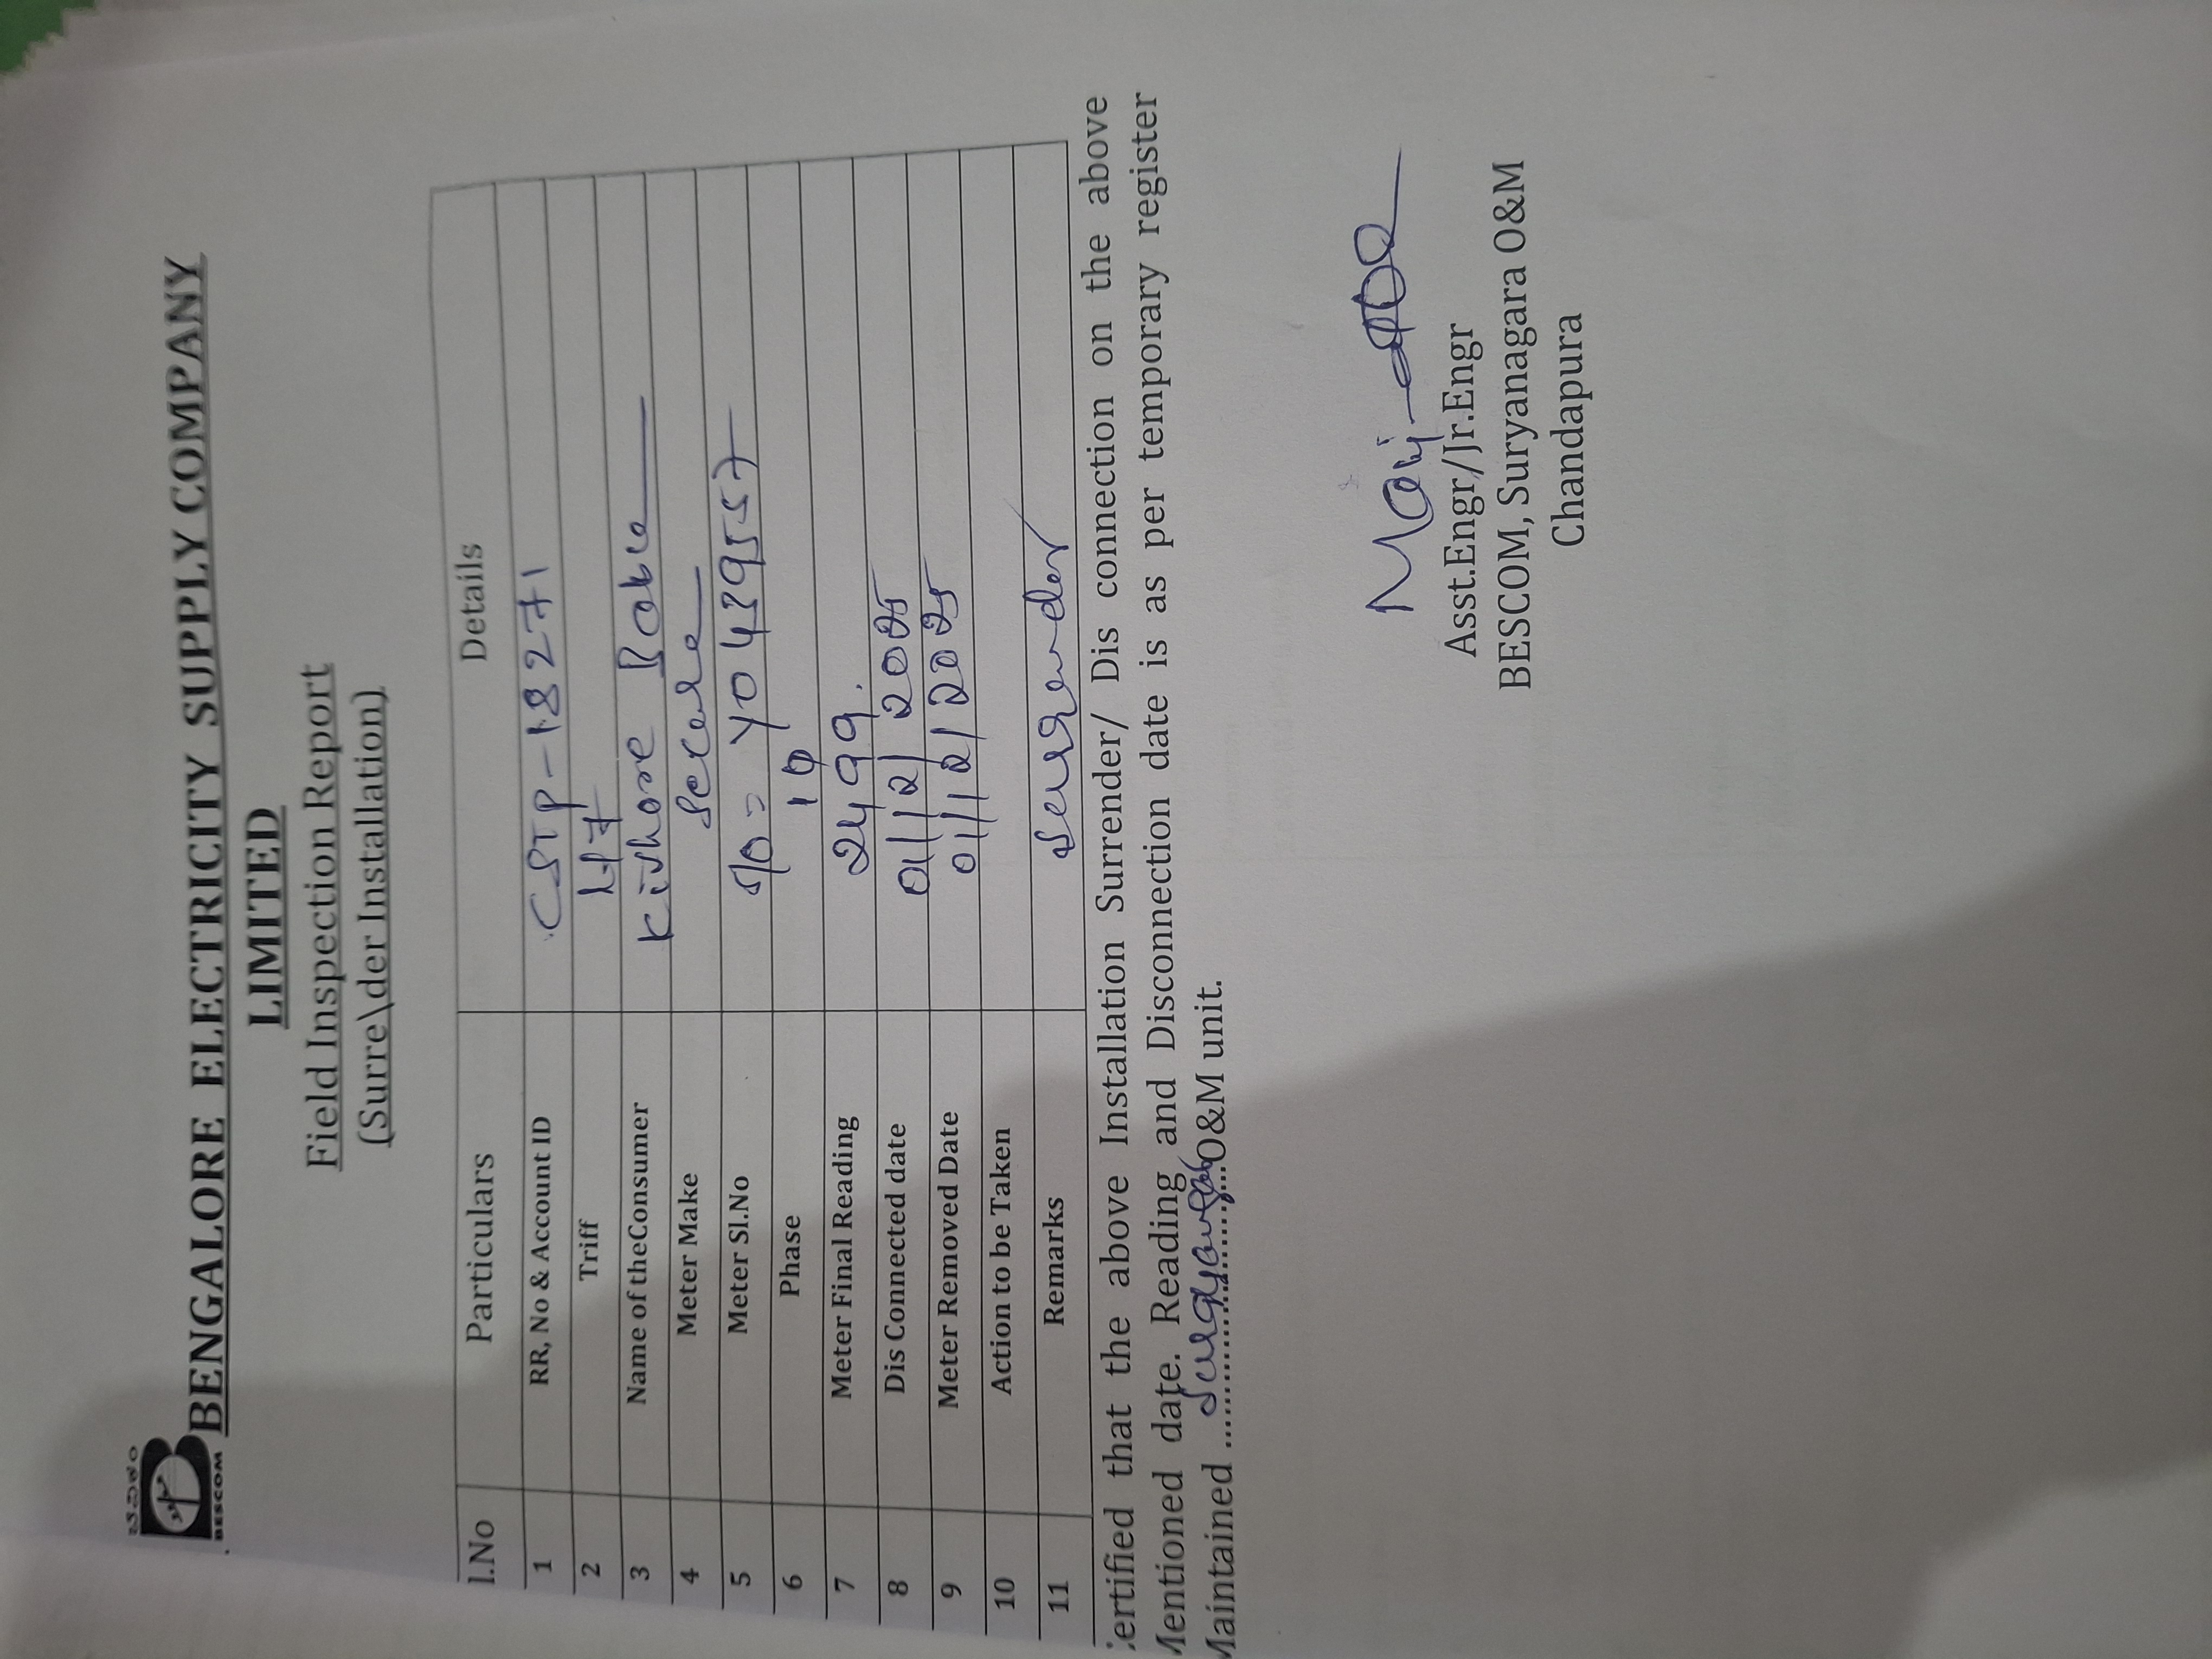 ಬೆವಿಕಂ
BESCOM
BENGALORE ELECTRICITY SUPPLY COMPANY
LIMITED
Field Inspection Report
(Surre\der Installation)
l.No Particulars Details
1 RR, No & Account ID CSTP-18271
2 Triff LT
3 Name of theConsumer Kishore Babu
4 Meter Make Secure
5 Meter Sl.No
6 Phase 1φ
7 Meter Final Reading 2499.
8 Dis Connected date 01/12/2025
9 Meter Removed Date 01/12/2025
10 Action to be Taken
11 Remarks Surrender
ertified that the above Installation Surrender/ Dis connection on the above
Mentioned date. Reading and Disconnection date is as per temporary register
Maintained ........................O&M unit.
Asst.Engr/Jr.Engr
BESCOM, Suryanagara O&M
Chandapura